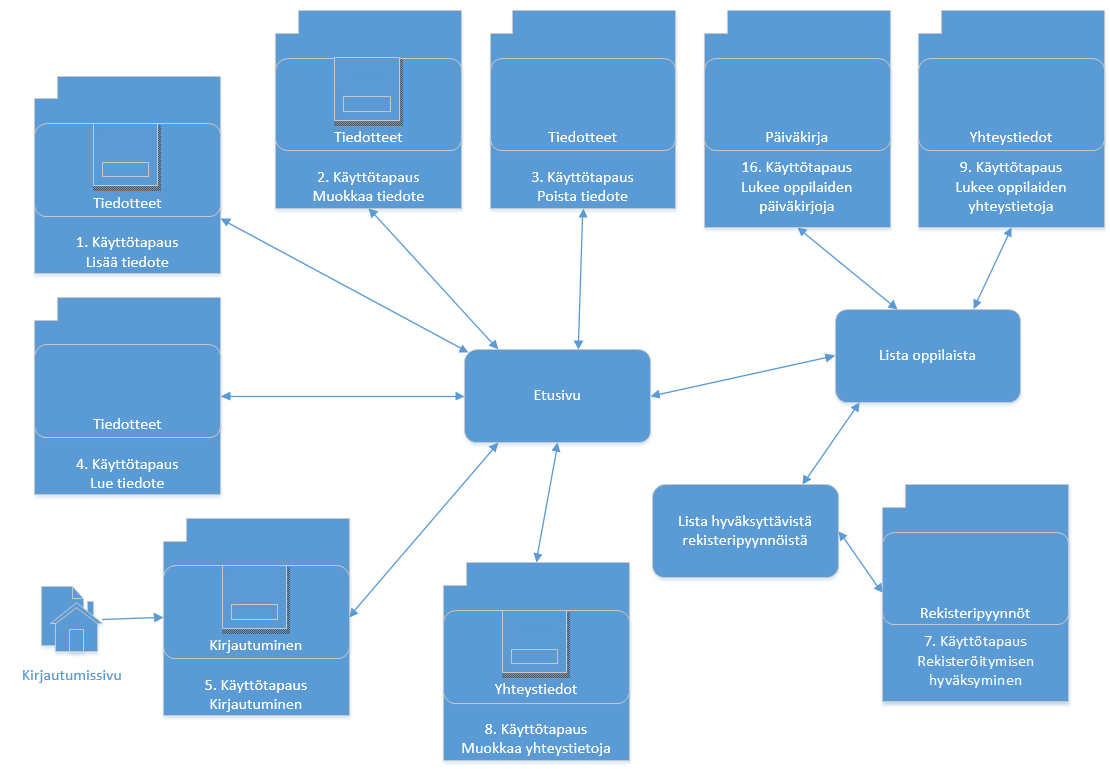 Tiedotteet
2. Käyttötapaus
Muokkaa tiedote
Tiedotteet
3. Käyttötapaus
Poista tiedote
Päiväkirja
16. Käyttötapaus
Lukee oppilaiden
päiväkirjoja
Yhteystiedot
9. Käyttötapaus
Lukee oppilaiden
yhteystietoja
Tiedotteet
1. Käyttötapaus
Lisää tiedote
Tiedotteet
4. Käyttötapaus
Lue tiedote
Etusivu
Lista oppilaista
Lista hyväksyttävistä
rekisteripyynnöistä
Rekisteripyynnöt
7. Käyttötapaus
Rekisteröitymisen
hyväksyminen
Kirjautumissivu
Kirjautuminen
5. Käyttötapaus
Kirjautuminen
Yhteystiedot
8. Käyttötapaus
Muokkaa yhteystietoja